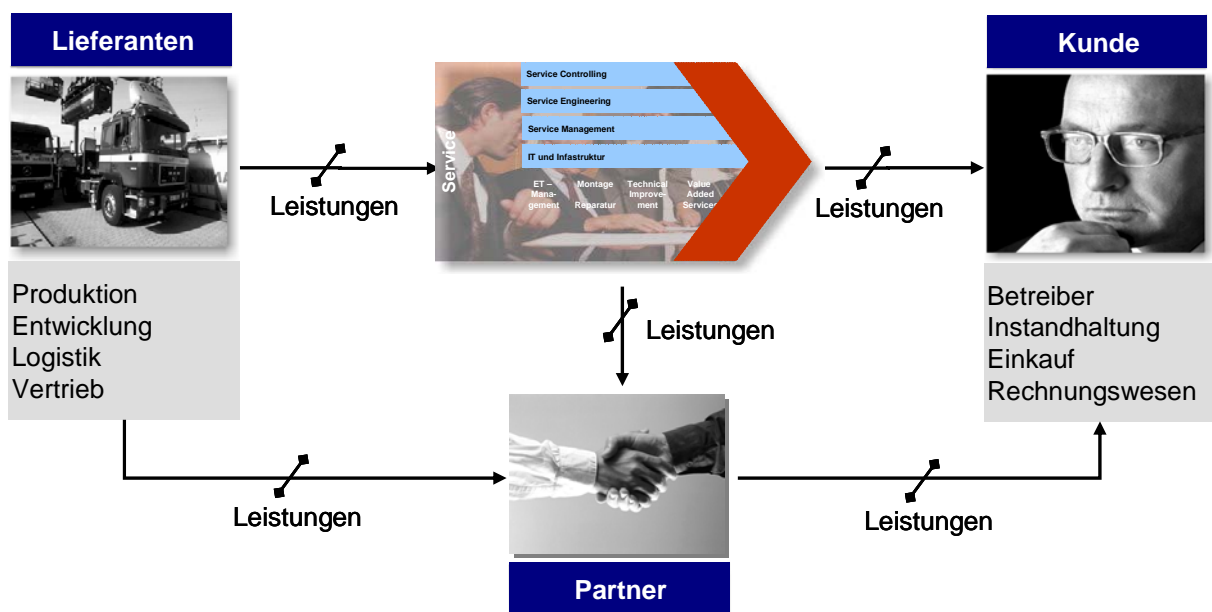 Lieferanten
Kunde
Service
Service Controlling
Service Engineering
Service Management
IT und Infastruktur
ET –
Mana-
gement
Montage
Reparatur
Technical
Improve-
ment
Value
Added
Services
Leistungen
Leistungen
Produktion
Entwicklung
Logistik
Vertrieb
Leistungen
Betreiber
Instandhaltung
Einkauf
Rechnungswesen
Leistungen
Leistungen
Partner